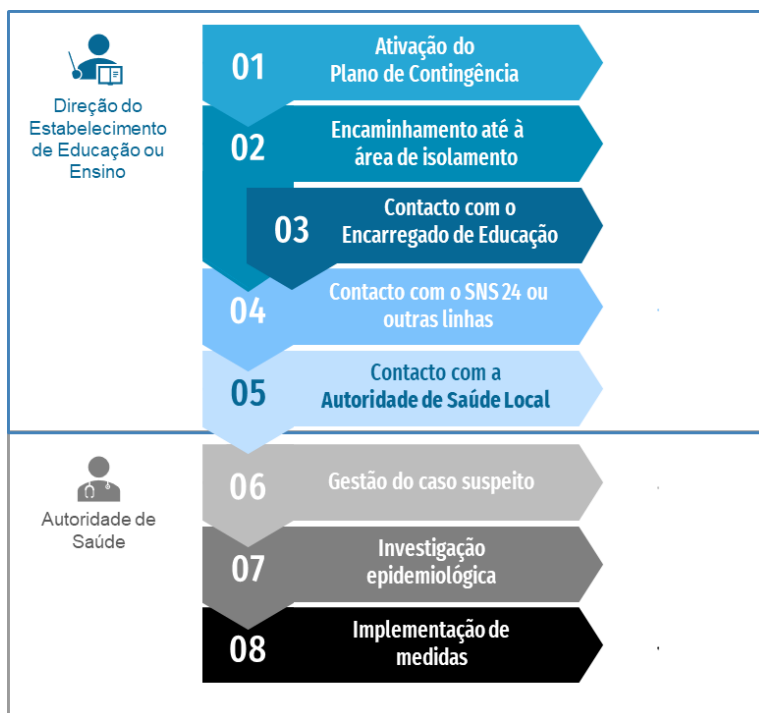 Direção do
Estabelecimento
de Educação ou
Ensino
01
Ativação do
Plano de Contingência
02
Encaminhamento até à
área de isolamento
03
Contacto com o
Encarregado de Educação
04
Contacto com o SNS 24 ou
outras linhas
05
Contacto com a
Autoridade de Saúde Local
Autoridade de
Saúde
06
Gestão do caso suspeito
07
Investigação
epidemiológica
08
Implementação de
medidas